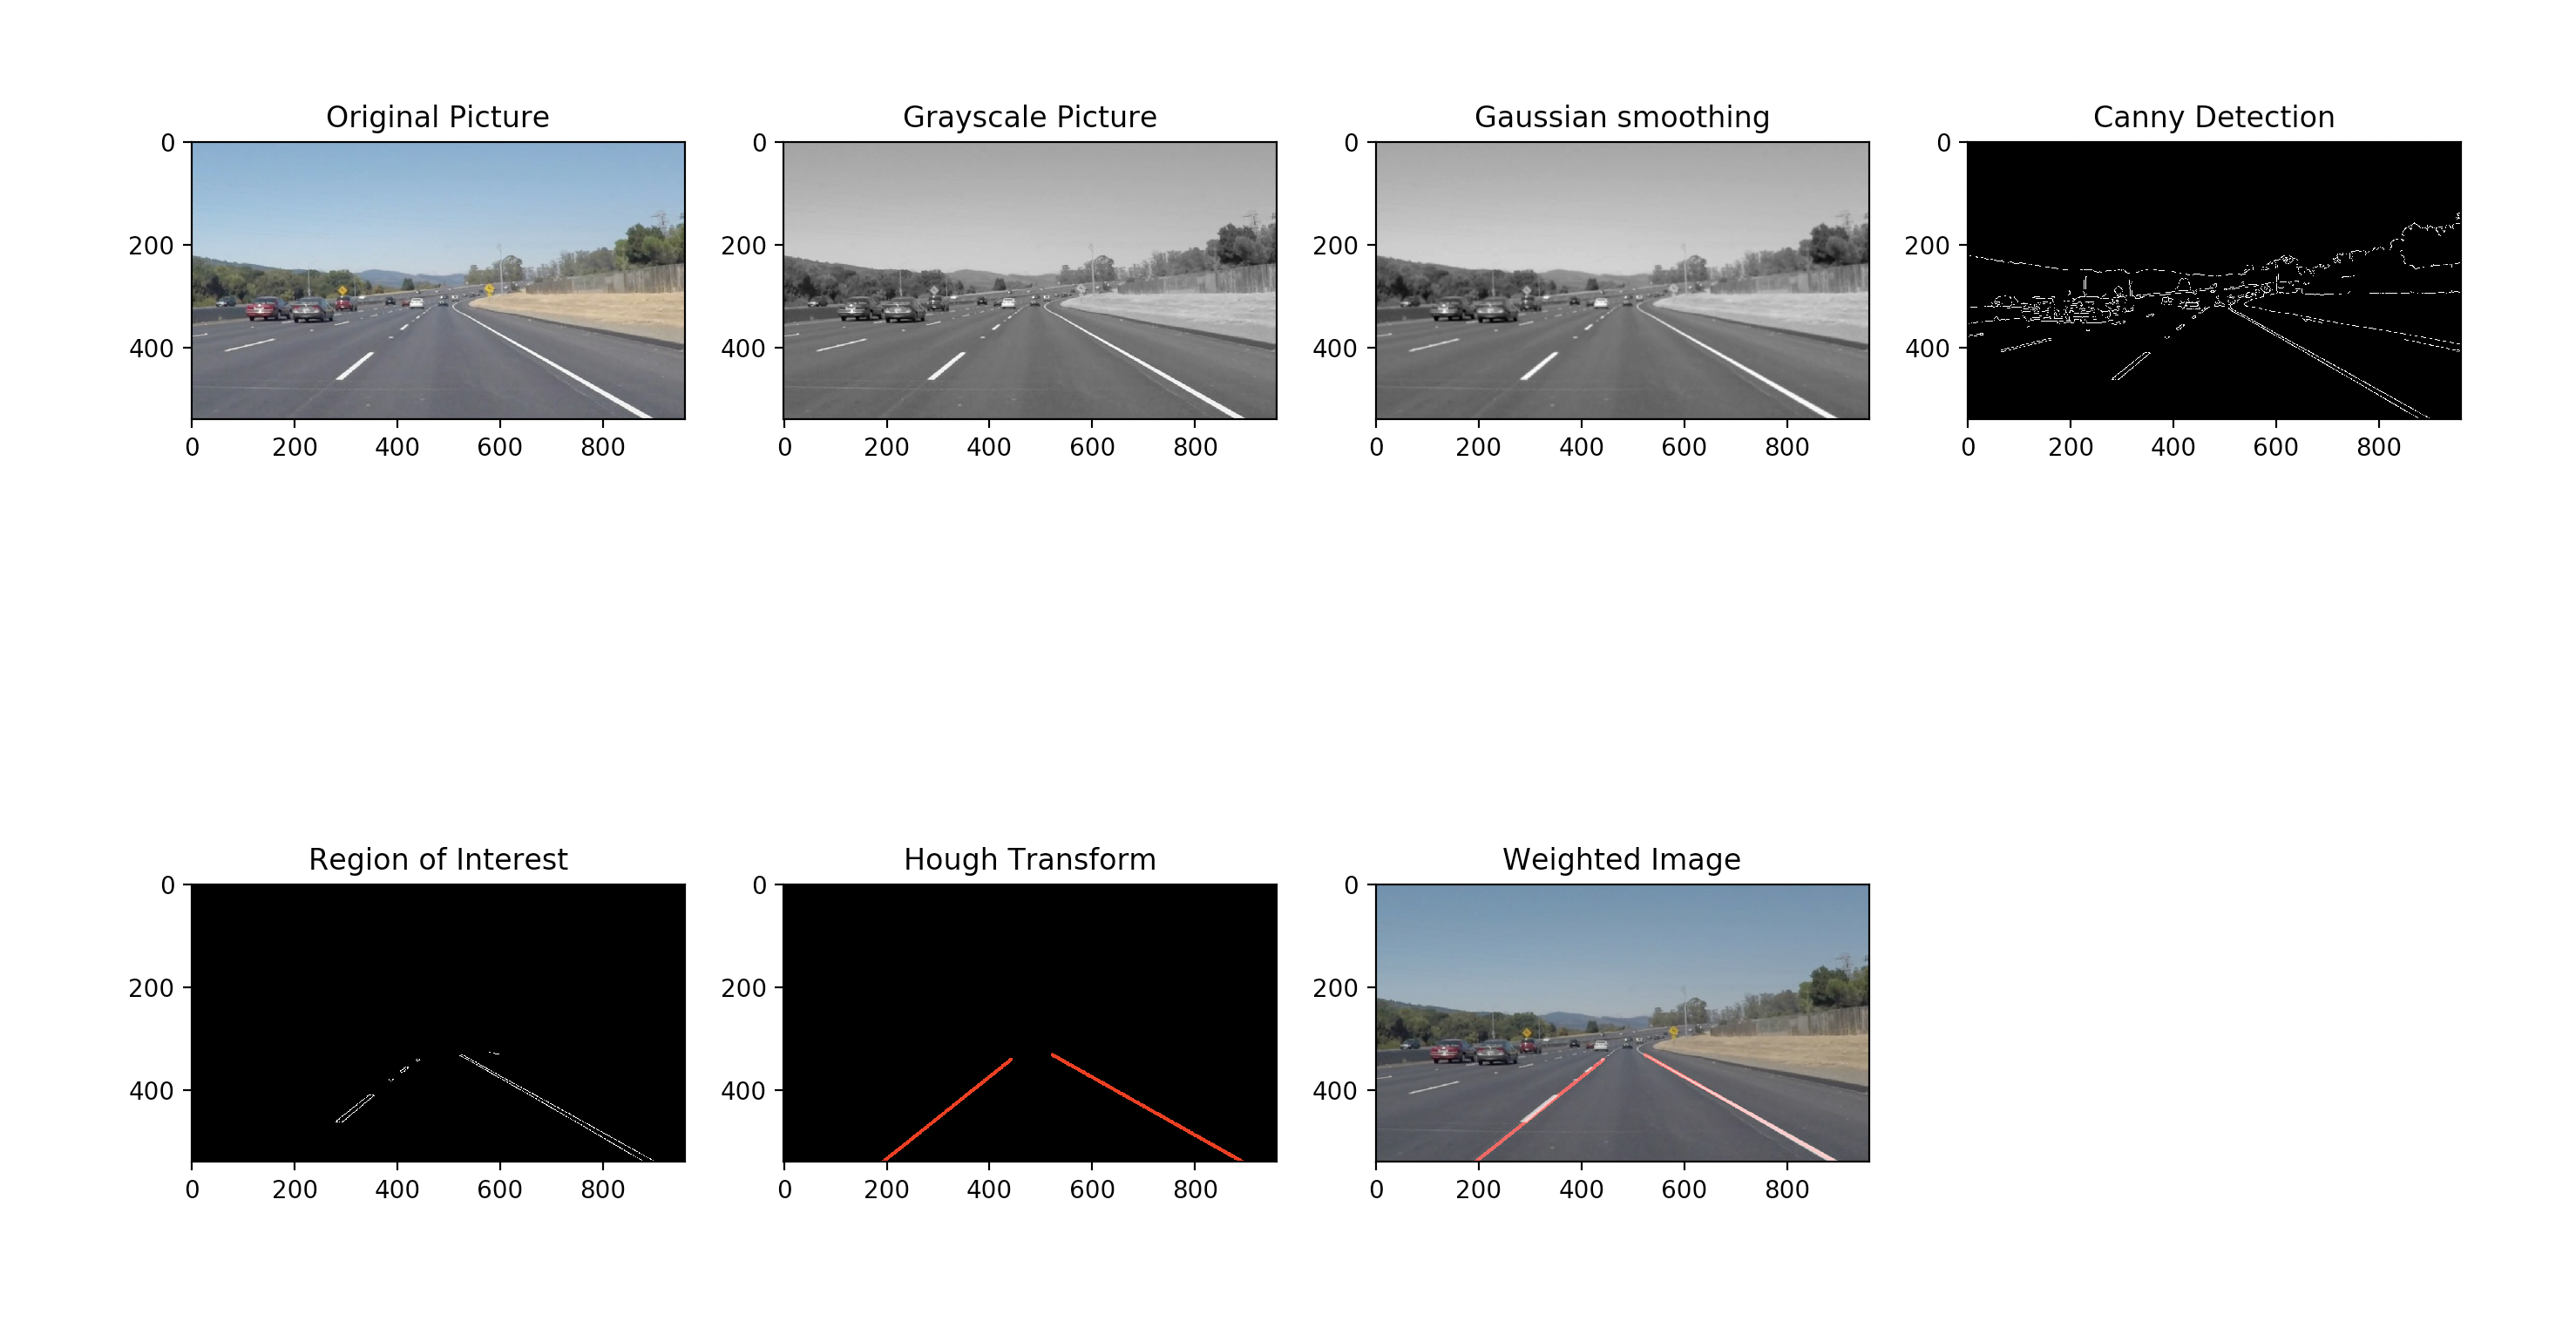 Original Picture
0
200
400
0 200 400 600 800
Grayscale Picture
0
200
400
0 200 400 600 800
Gaussian smoothing
0
200
400
0 200 400 600 800
Canny Detection
0
200
400
0 200 400 600 800
Region of Interest
0
200
400
0 200 400 600 800
Hough Transform
0
200
400
0 200 400 600 800
Weighted Image
0
200
400
0 200 400 600 800